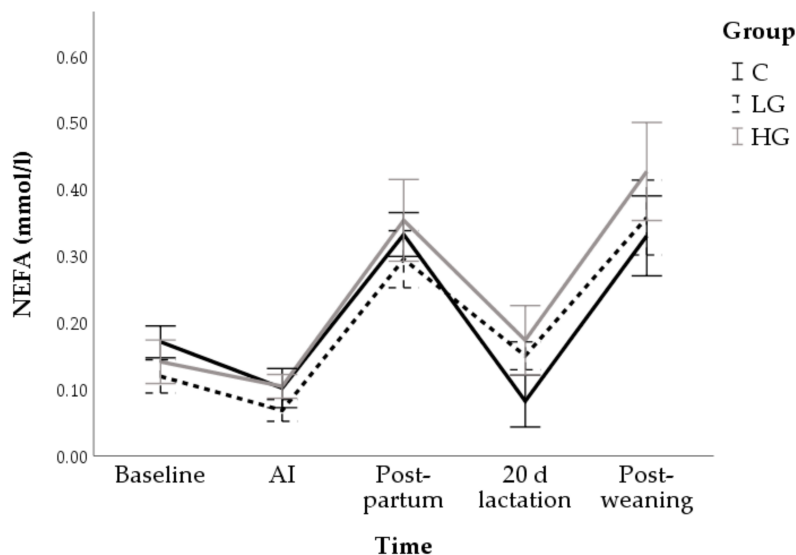 Group
C
LG
HG
0.60
0.50
0.40
0.30
0.20
0.10
0.00
NEFA (mmol/l)
Baseline
AI
Post-
partum
20 d
lactation
Post-
weaning
Time